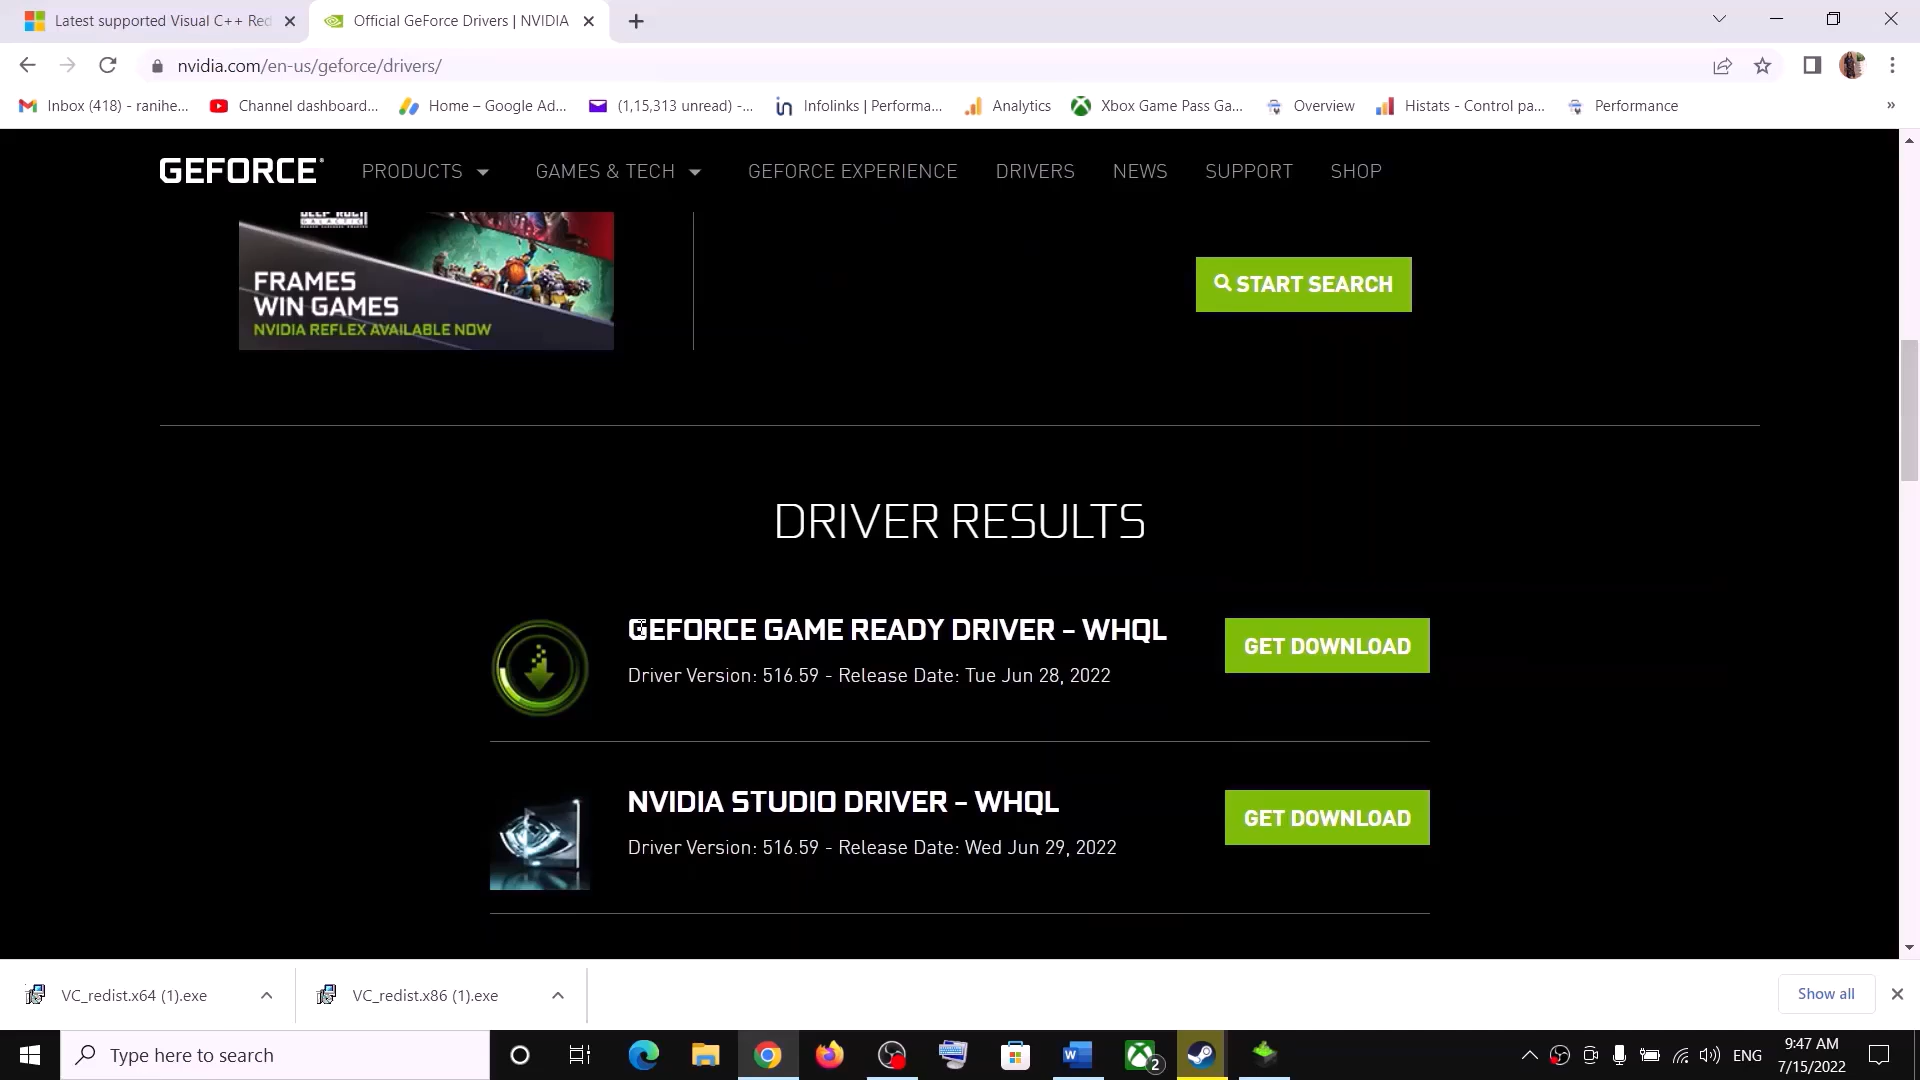 Latest supported Visual C++ Red
Official GeForce Drivers | NVIDIA
nvidia.com/en-us/geforce/drivers/
Inbox (418) - ranihe...
Channel dashboard...
Home – Google Ad...
(1,15,313 unread) -...
Infolinks | Performa...
Analytics
Xbox Game Pass Ga...
Overview
Histats - Control pa...
Performance
»
GEFORCE
PRODUCTS
GAMES & TECH
GEFORCE EXPERIENCE
DRIVERS
NEWS
SUPPORT
SHOP
DEEP ROCK
GALACTIC
FRAMES
WIN GAMES
NVIDIA REFLEX AVAILABLE NOW
START SEARCH
DRIVER RESULTS
GEFORCE GAME READY DRIVER – WHQL
Driver Version: 516.59 - Release Date: Tue Jun 28, 2022
GET DOWNLOAD
NVIDIA STUDIO DRIVER – WHQL
Driver Version: 516.59 - Release Date: Wed Jun 29, 2022
GET DOWNLOAD
VC_redist.x64 (1).exe
VC_redist.x86 (1).exe
Show all
Type here to search
2
ENG
9:47 AM
7/15/2022